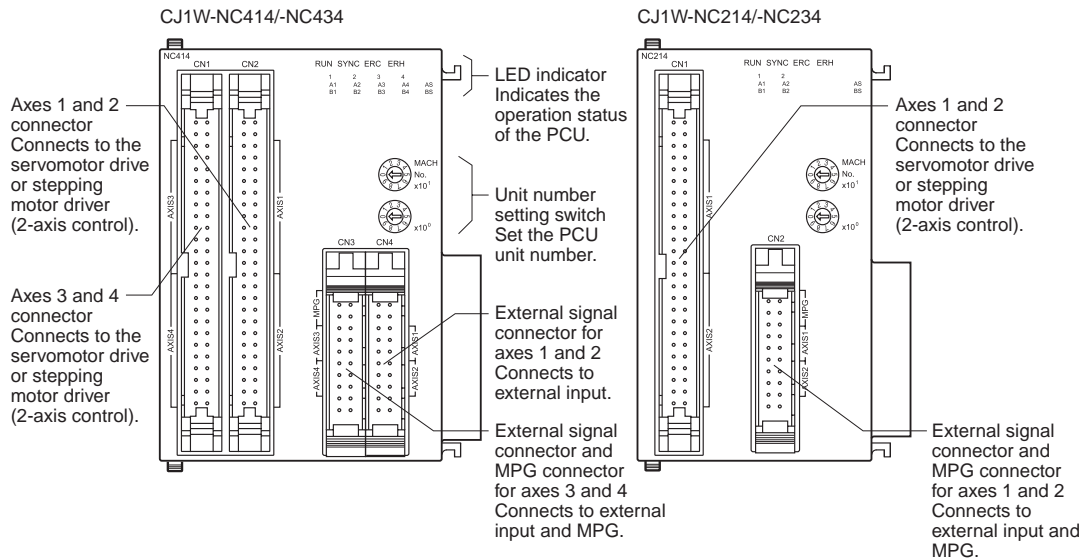 CJ1W-NC414/-NC434
NC414
CN1 CN2
RUN SYNC ERC ERH
1 2 3 4
A1 A2 A3 A4 AS
B1 B2 B3 B4 BS
LED indicator
Indicates the
operation status
of the PCU.
Axes 1 and 2
connector
Connects to the
servomotor drive
or stepping
motor driver
(2-axis control).
Axes 3 and 4
connector
Connects to the
servomotor drive
or stepping
motor driver
(2-axis control).
AXIS3
AXIS4
AXIS1
AXIS2
MACH
No.
x10¹
x10⁰
Unit number
setting switch
Set the PCU
unit number.
CN3 CN4
MPG
AXIS3
AXIS4
AXIS1
AXIS2
External signal
connector for
axes 1 and 2
Connects to
external input.
External signal
connector and
MPG connector
for axes 3 and 4
Connects to external
input and MPG.
CJ1W-NC214/-NC234
NC214
CN1
RUN SYNC ERC ERH
1 2
A1 A2 AS
B1 B2 BS
MACH
No.
x10¹
x10⁰
AXIS1
AXIS2
CN2
MPG
AXIS1
AXIS2
Axes 1 and 2
connector
Connects to the
servomotor drive
or stepping
motor driver
(2-axis control).
External signal
connector and
MPG connector
for axes 1 and 2
Connects to
external input and
MPG.